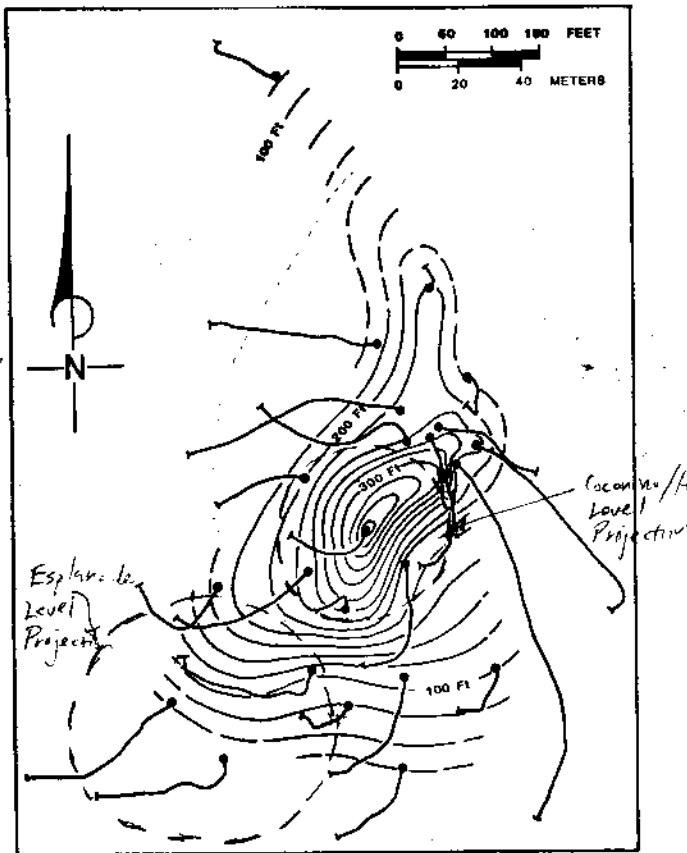 0 50 100 150 FEET
0 20 40 METERS
100 Ft
N
200 Ft
300 Ft
Level
Projection
Esplanade
Level
Projection
100 Ft